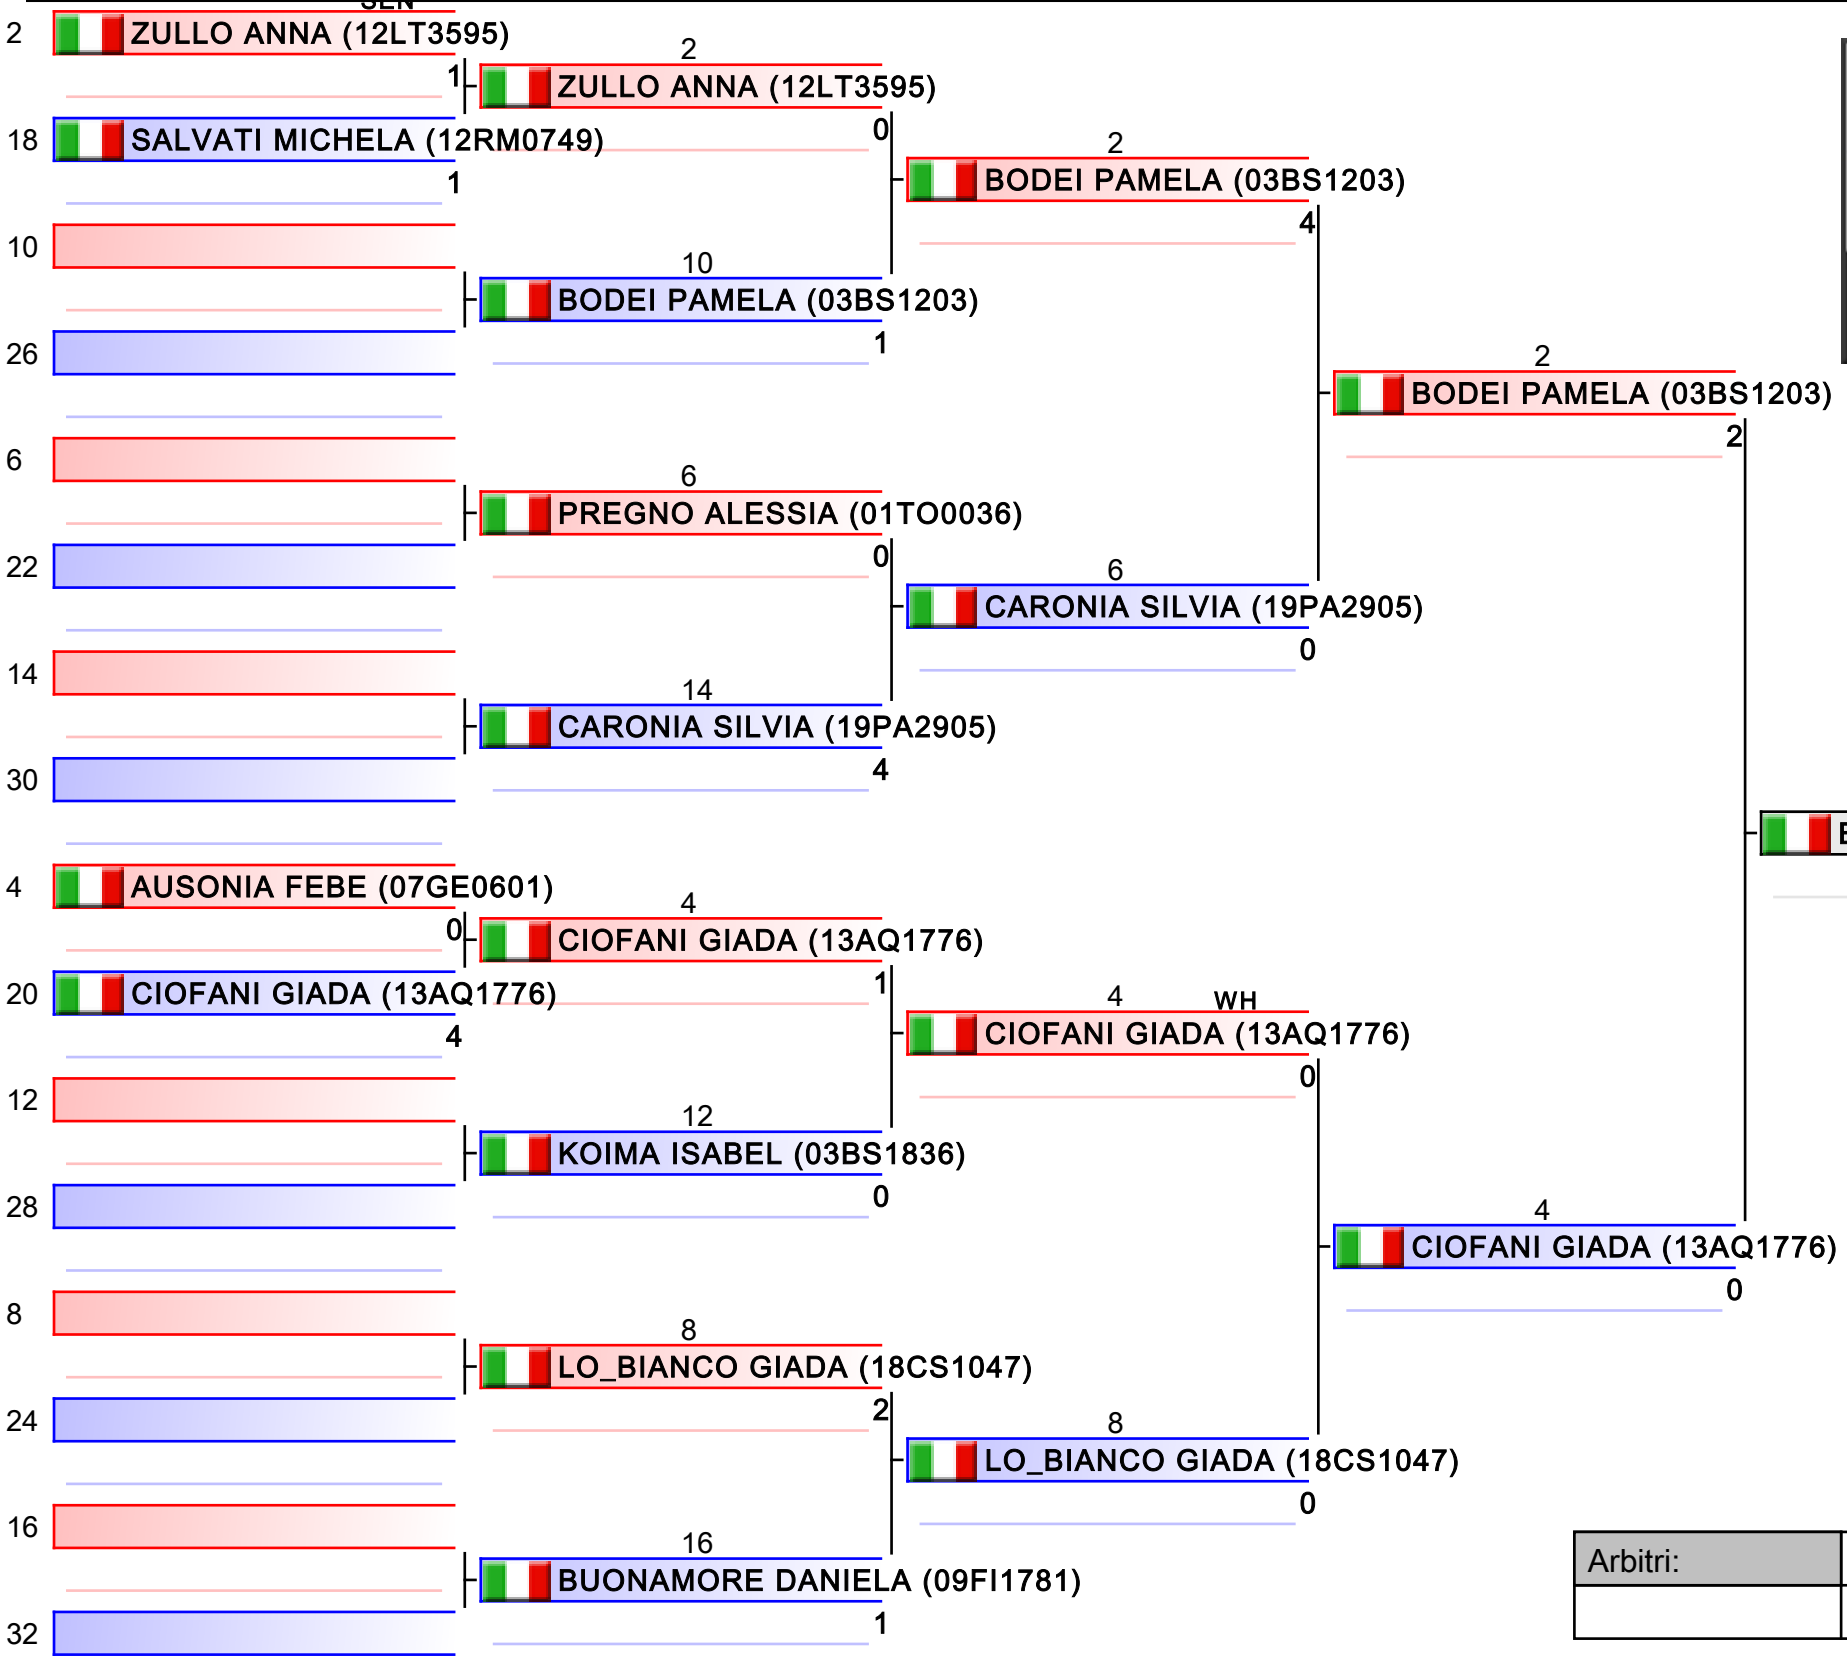 2 ZULLO ANNA (12LT3595)
1
18 SALVATI MICHELA (12RM0749)
1
10
26
6
22
14
30
4 AUSONIA FEBE (07GE0601)
0
20 CIOFANI GIADA (13AQ1776)
4
12
28
8
24
16
32
2
ZULLO ANNA (12LT3595)
0
10
BODEI PAMELA (03BS1203)
1
6
PREGNO ALESSIA (01TO0036)
0
14
CARONIA SILVIA (19PA2905)
4
4
CIOFANI GIADA (13AQ1776)
1
12
KOIMA ISABEL (03BS1836)
0
8
LO_BIANCO GIADA (18CS1047)
2
16
BUONAMORE DANIELA (09FI1781)
1
2
BODEI PAMELA (03BS1203)
4
6
CARONIA SILVIA (19PA2905)
0
4 WH
CIOFANI GIADA (13AQ1776)
0
8
LO_BIANCO GIADA (18CS1047)
0
2
BODEI PAMELA (03BS1203)
2
4
CIOFANI GIADA (13AQ1776)
0
Arbitri: